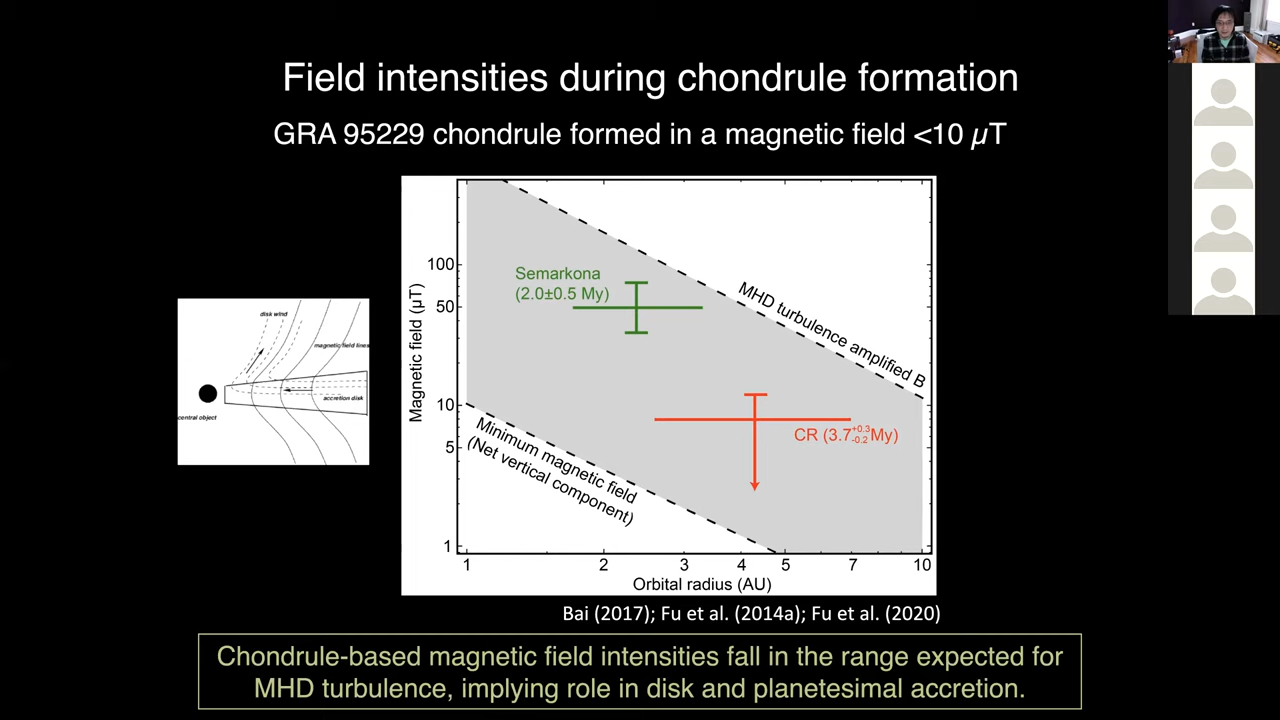 Field intensities during chondrule formation
GRA 95229 chondrule formed in a magnetic field <10 µT
disk wind
magnetic field lines
accretion disk
central object
Magnetic field (µT)
100
50
10
5
1
Semarkona
(2.0±0.5 My)
MHD turbulence amplified B
CR (3.7+0.3-0.2My)
Minimum magnetic field
(Net vertical component)
1 2 3 4 5 7 10
Orbital radius (AU)
Bai (2017); Fu et al. (2014a); Fu et al. (2020)
Chondrule-based magnetic field intensities fall in the range expected for
MHD turbulence, implying role in disk and planetesimal accretion.